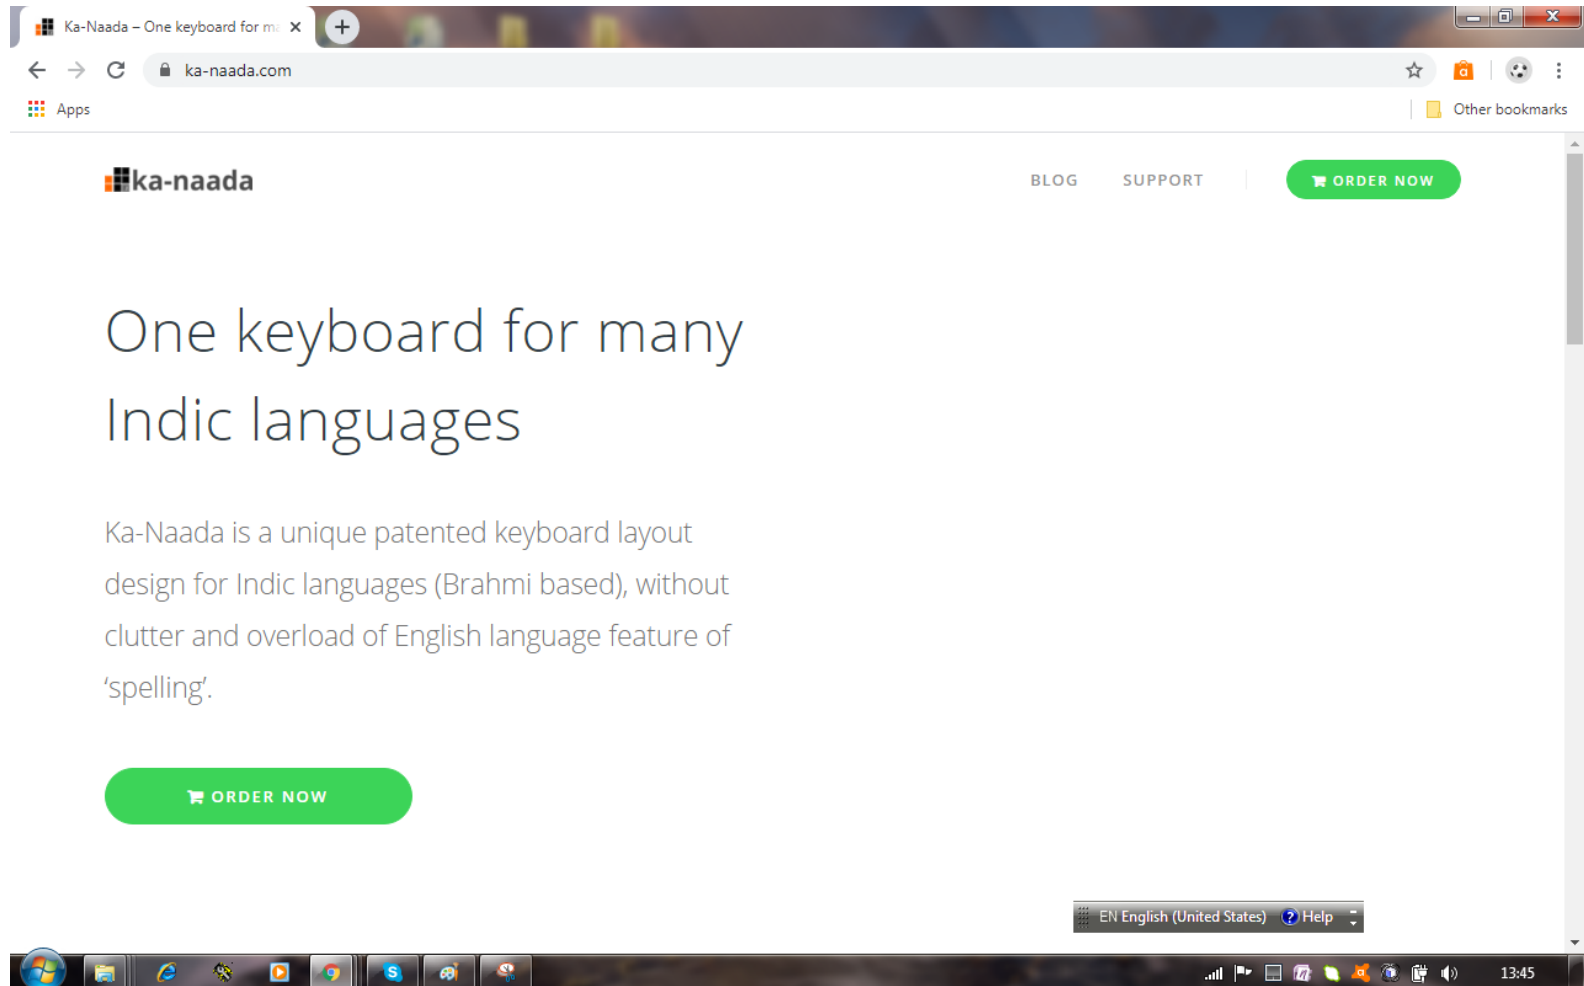 Ka-Naada – One keyboard for ma
ka-naada.com
Apps
Other bookmarks
ka-naada
BLOG SUPPORT ORDER NOW
One keyboard for many
Indic languages
Ka-Naada is a unique patented keyboard layout
design for Indic languages (Brahmi based), without
clutter and overload of English language feature of
‘spelling’.
ORDER NOW
EN English (United States) Help
13:45